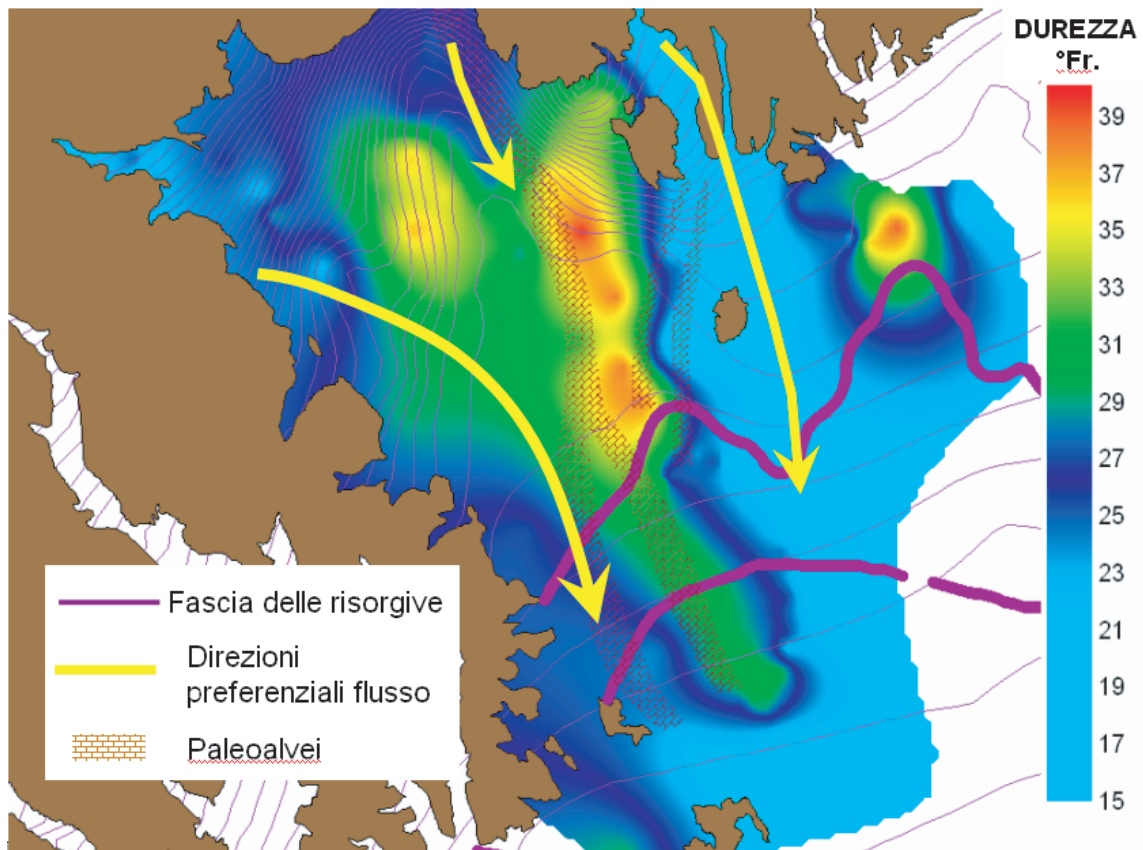 DUREZZA
°Fr.
39
37
35
33
31
29
27
25
23
21
19
17
15
Fascia delle risorgive
Direzioni
preferenziali flusso
Paleoalvei